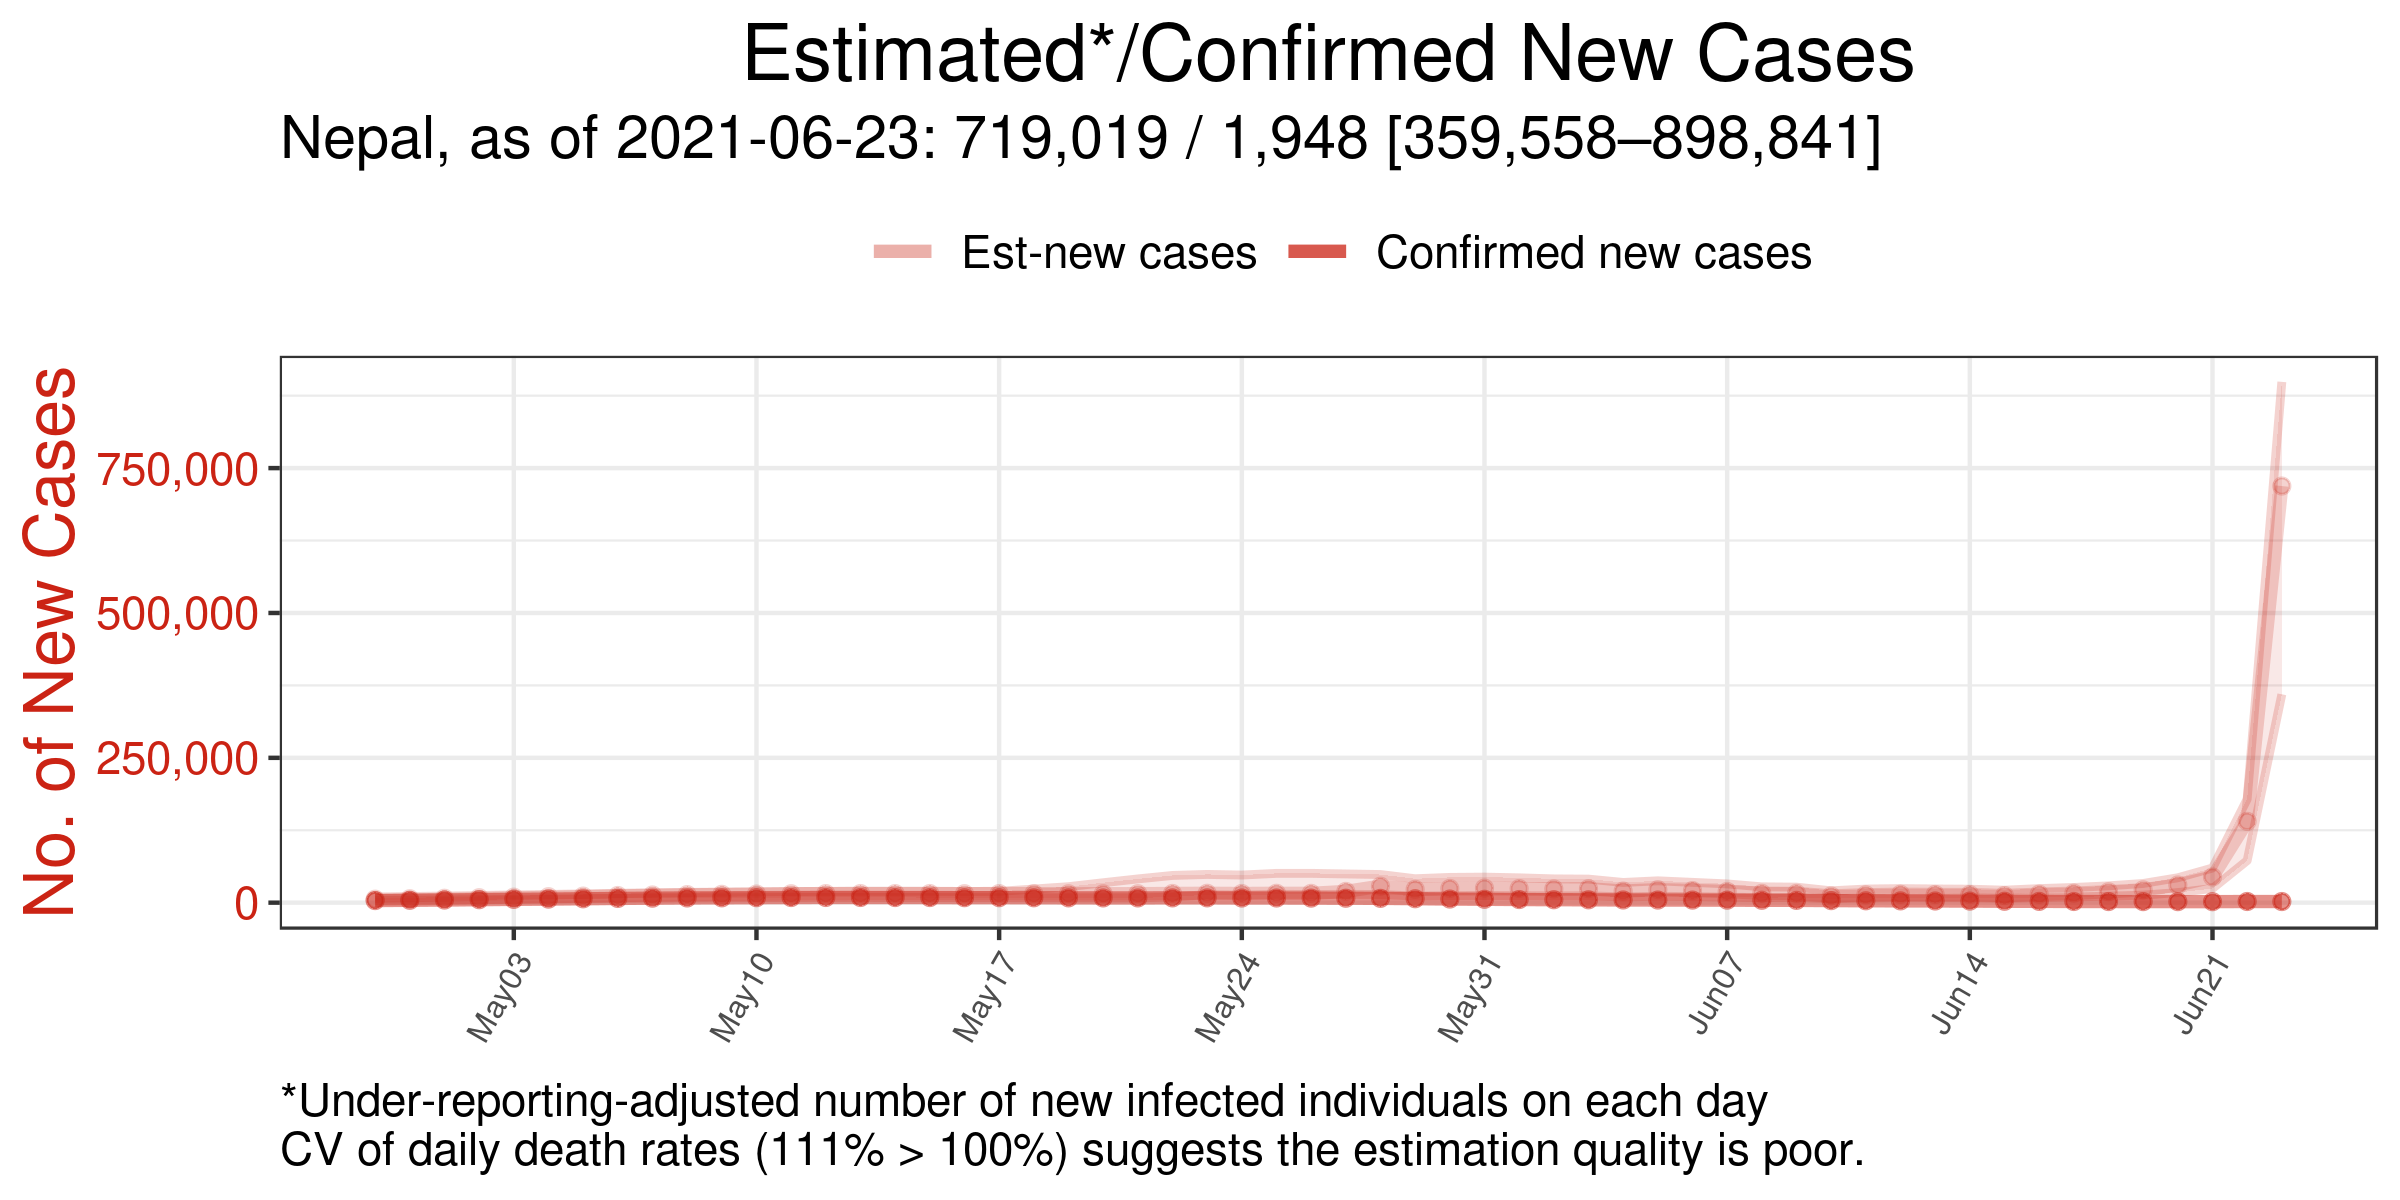 Estimated*/Confirmed New Cases
Nepal, as of 2021-06-23: 719,019 / 1,948 [359,558–898,841]
Est-new cases
Confirmed new cases
No. of New Cases
750,000
500,000
250,000
0
May03
May10
May17
May24
May31
Jun07
Jun14
Jun21
*Under-reporting-adjusted number of new infected individuals on each day
CV of daily death rates (111% > 100%) suggests the estimation quality is poor.